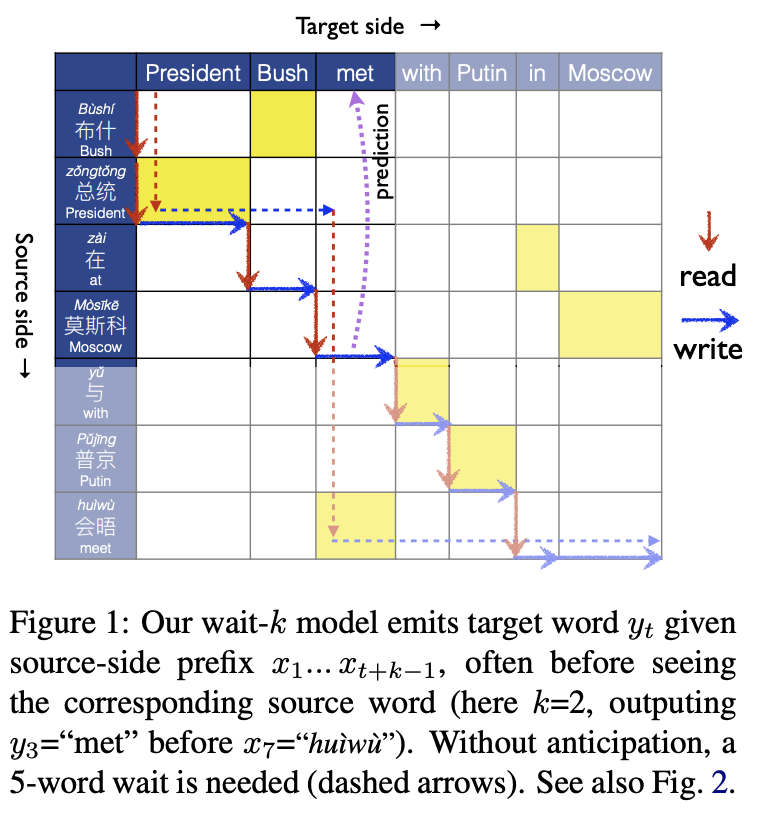 Target side →
President Bush met with Putin in Moscow
Bùshí
布什
Bush
zǒngtǒng
总统
President
zài
在
at
Mòsīkē
莫斯科
Moscow
yǔ
与
with
Pǔjīng
普京
Putin
huìwù
会晤
meet
Source side →
prediction
read
write
Figure 1: Our wait-k model emits target word yₜ given
source-side prefix x₁... xₜ₊ₖ₋₁, often before seeing
the corresponding source word (here k=2, outputing
y₃=“met” before x₇=“huìwù”). Without anticipation, a
5-word wait is needed (dashed arrows). See also Fig. 2.